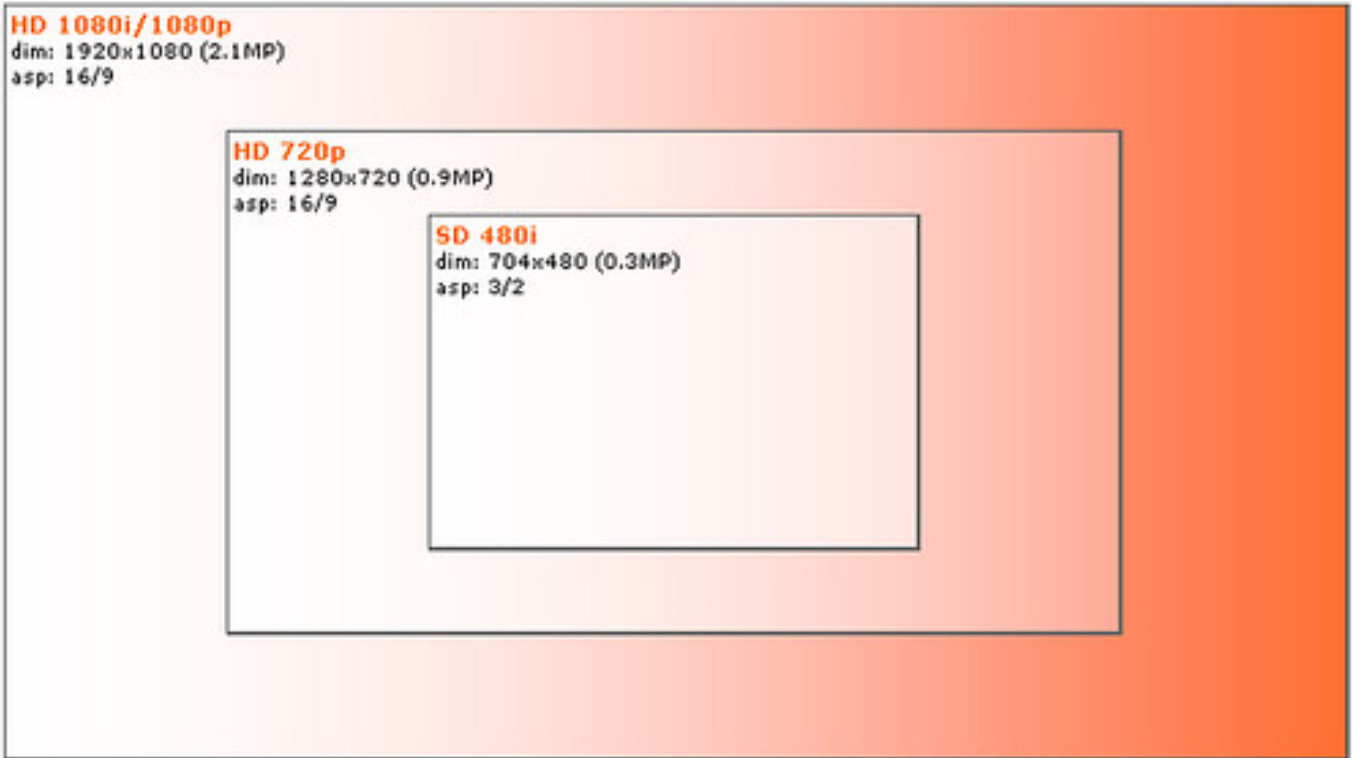 HD 1080i/1080p
dim: 1920x1080 (2.1MP)
asp: 16/9
HD 720p
dim: 1280x720 (0.9MP)
asp: 16/9
SD 480i
dim: 704x480 (0.3MP)
asp: 3/2